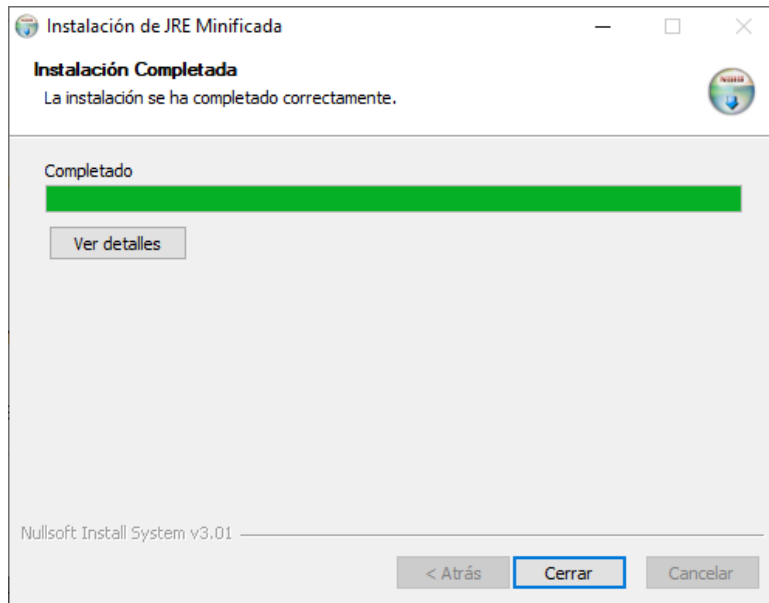 Instalación de JRE Minificada
Instalación Completada
La instalación se ha completado correctamente.
Completado
Ver detalles
Nullsoft Install System v3.01
< Atrás
Cerrar
Cancelar